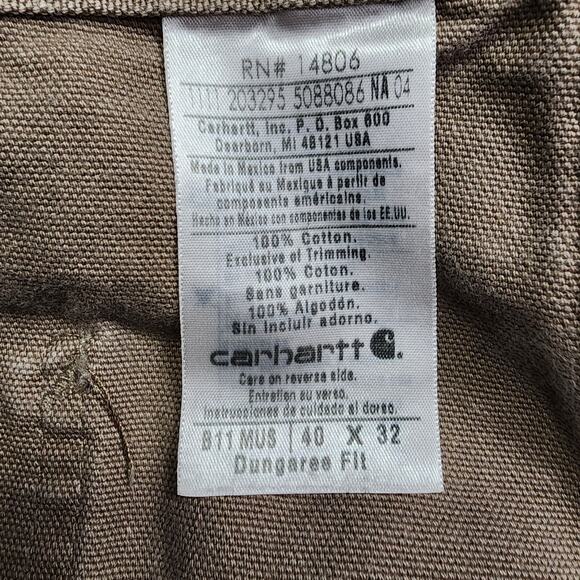 RN# 14806
1111 203295 5088086 NA 04
Carhartt, Inc. P. O. Box 600
Dearborn, MI 48121 USA
Made in Mexico from USA components.
Fabriqué au Mexique à partir de
composants américains.
Hecho en México con componentes de los EE.UU.
100% Cotton.
Exclusive of Trimming.
100% Coton.
Sans garniture.
100% Algodón.
Sin incluir adorno.
carhartt
Care on reverse side.
Entretien au verso.
Instrucciones de cuidado al dorso.
B11 MUS | 40 X 32
Dungaree Fit